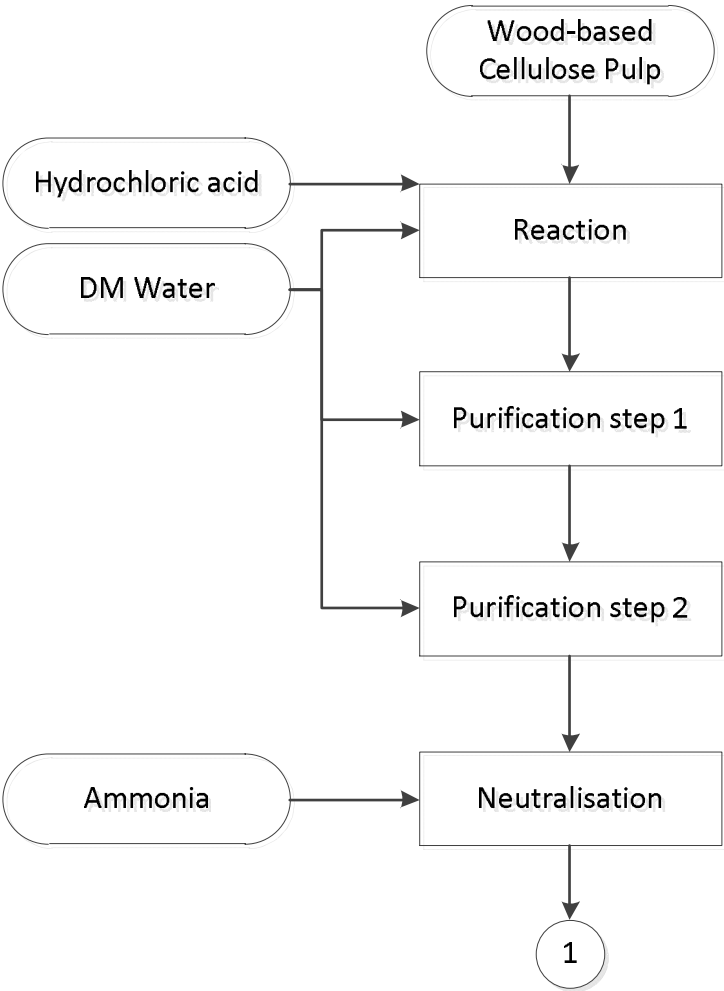 Wood-based
Cellulose Pulp
Hydrochloric acid
Reaction
DM Water
Purification step 1
Purification step 2
Ammonia
Neutralisation
1